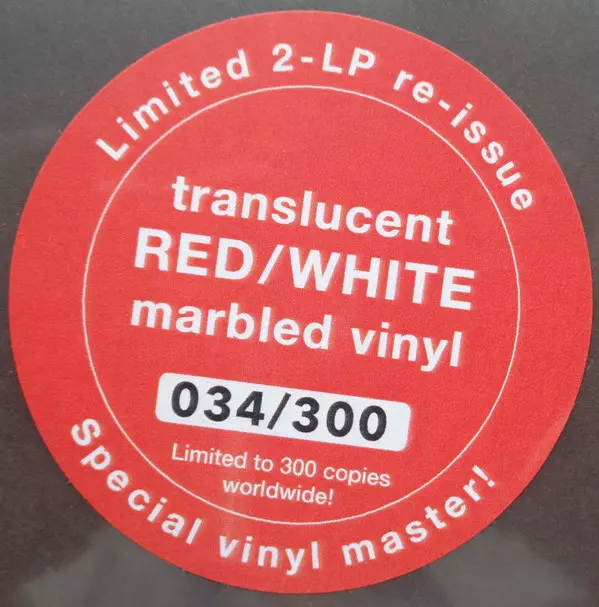 Limited 2-LP re-issue
translucent
RED/WHITE
marbled vinyl
034/300
Limited to 300 copies
worldwide!
Special vinyl master!